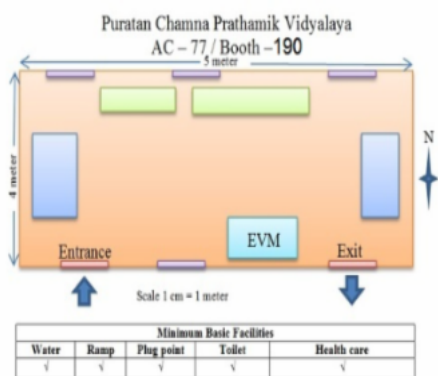 Puratan Chamna Prathamik Vidyalaya
AC – 77 / Booth –190
5 meter
4 meter
N
EVM
Entrance
Exit
Scale 1 cm = 1 meter
Minimum Basic Facilities
Water Ramp Plug point Toilet Health care
√ √ √ √ √